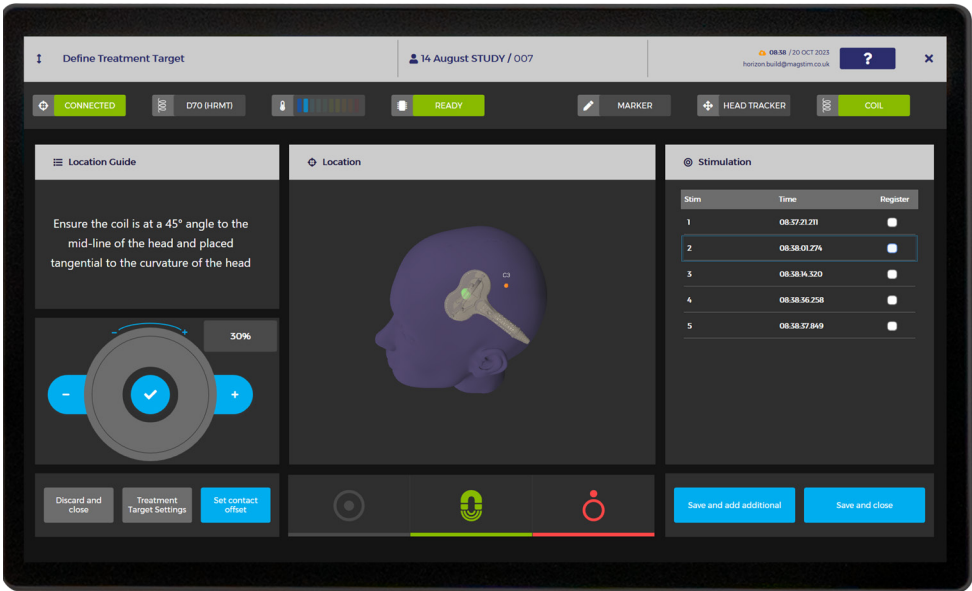 Define Treatment Target
14 August STUDY / 007
08:38 / 20 OCT 2023
horizon.build@magstim.co.uk
?
CONNECTED
D70 (HRMT)
READY
MARKER
HEAD TRACKER
COIL
Location Guide
Ensure the coil is at a 45° angle to the
mid-line of the head and placed
tangential to the curvature of the head
30%
- +
- +
Discard and
close
Treatment
Target Settings
Set contact
offset
Location
C3
Stimulation
Stim Time Register
1 08:37:21.211
2 08:38:01.274
3 08:38:14.320
4 08:38:36.258
5 08:38:37.849
Save and add additional
Save and close